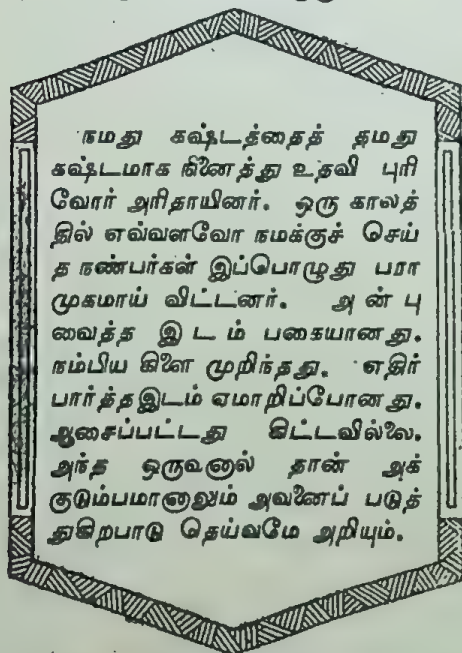 நமது கஷ்டத்தைத் தமது
கஷ்டமாக நினைத்து உதவி புரி
வோர் அரிதாயினர். ஒரு காலத்
தில் எவ்வளவோ நமக்குச் செய்
த நண்பர்கள் இப்பொழுது பரா
முகமாய் விட்டனர். அன்பு
வைத்த இடம் பகையானது.
நம்பிய கிளை முறிந்தது. எதிர்
பார்த்தஇடம் ஏமாறிப்போனது.
ஆசைப்பட்டது கிட்டவில்லை.
அந்த ஒருவனால் தான் அக்
குடும்பமானாலும் அவனைப் படுத்
துகிறபாடு தெய்வமே அறியும்.